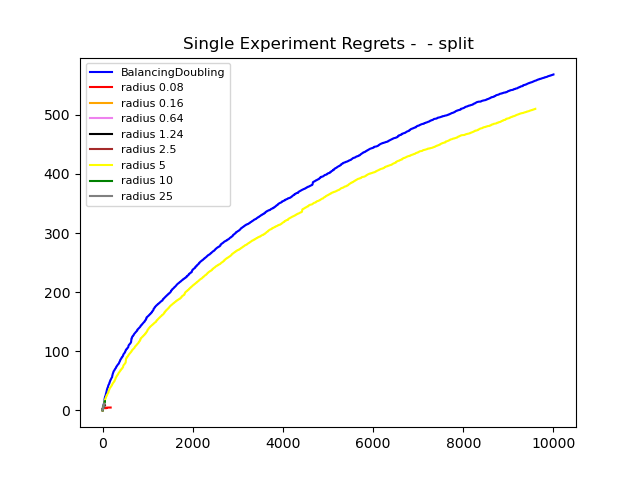 Single Experiment Regrets -  - split
BalancingDoubling
radius 0.08
radius 0.16
radius 0.64
radius 1.24
radius 2.5
radius 5
radius 10
radius 25
500
400
300
200
100
0
0 2000 4000 6000 8000 10000